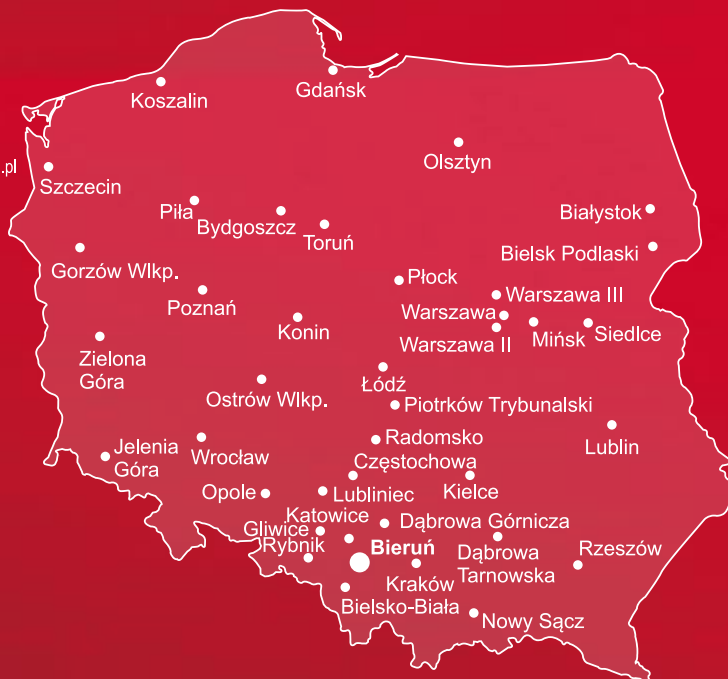 Gdańsk
Koszalin
Olsztyn
.pl
Szczecin
Piła
Bydgoszcz
Toruń
Białystok
Bielsk Podlaski
Gorzów Wlkp.
Płock
Poznań
Warszawa III
Konin
Warszawa
Warszawa II
Mińsk
Siedlce
Zielona
Góra
Łódź
Ostrów Wlkp.
Piotrków Trybunalski
Radomsko
Lublin
Jelenia
Góra
Wrocław
Częstochowa
Opole
Lubliniec
Kielce
Katowice
Dąbrowa Górnicza
Gliwice
Rybnik
Bieruń
Dąbrowa
Tarnowska
Rzeszów
Kraków
Bielsko-Biała
Nowy Sącz